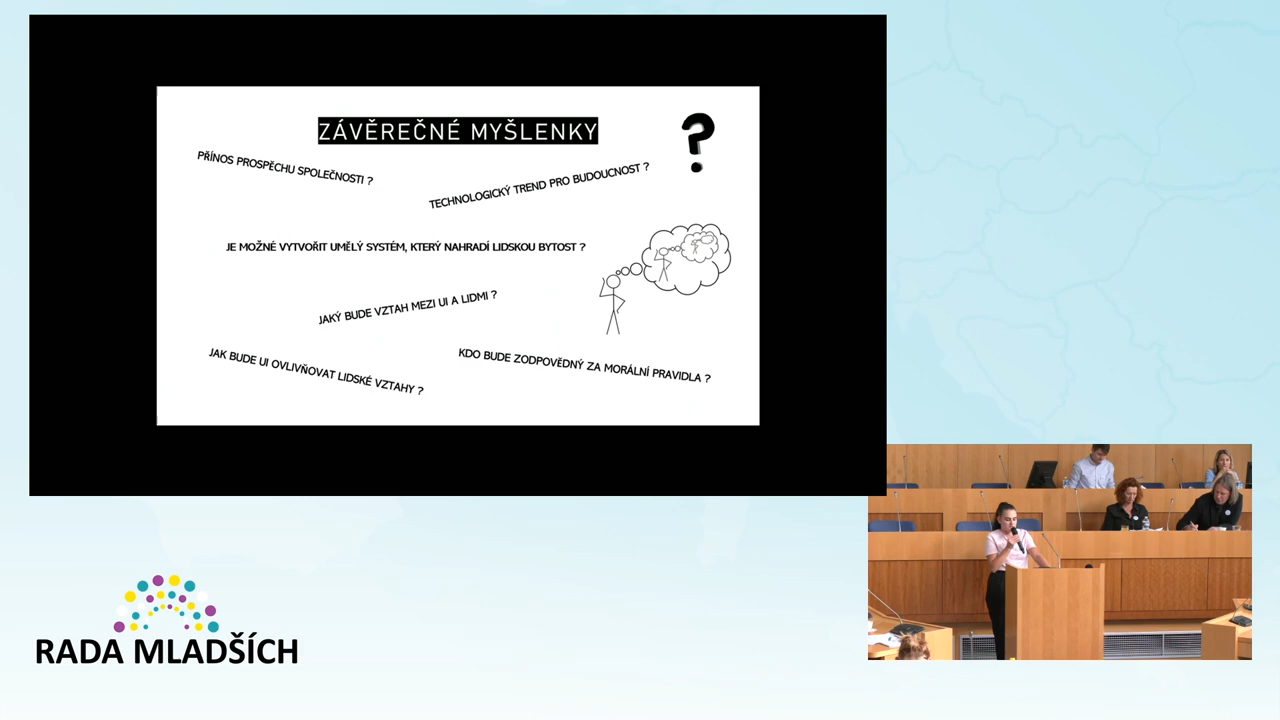 ZÁVĚREČNÉ MYŠLENKY
?
PŘÍNOS PROSPĚCHU SPOLEČNOSTI ?
TECHNOLOGICKÝ TREND PRO BUDOUCNOST ?
JE MOŽNÉ VYTVOŘIT UMĚLÝ SYSTÉM, KTERÝ NAHRADÍ LIDSKOU BYTOST ?
JAKÝ BUDE VZTAH MEZI UI A LIDMI ?
JAK BUDE UI OVLIVŇOVAT LIDSKÉ VZTAHY ?
KDO BUDE ZODPOVĚDNÝ ZA MORÁLNÍ PRAVIDLA ?
RADA MLADŠÍCH